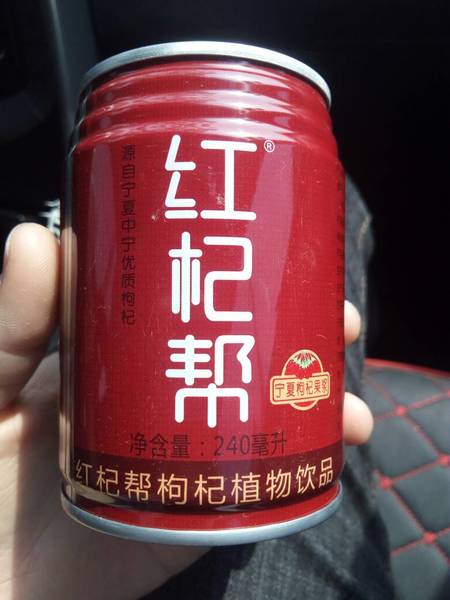 红杞帮®
源自宁夏中宁优质枸杞
宁夏枸杞果浆
净含量：240毫升
红杞帮枸杞植物饮品